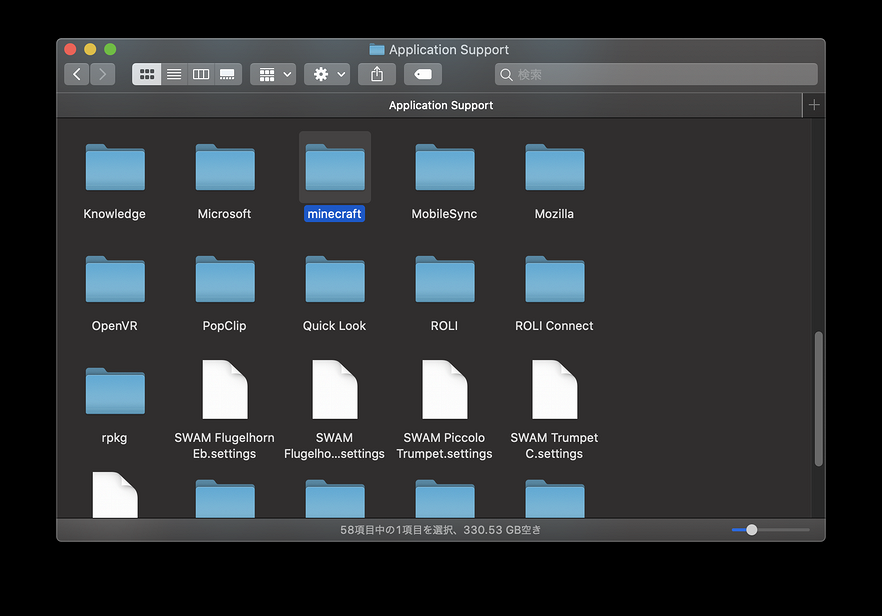 Application Support
検索
Application Support
Knowledge
Microsoft
minecraft
MobileSync
Mozilla
OpenVR
PopClip
Quick Look
ROLI
ROLI Connect
rpkg
SWAM Flugelhorn
Eb.settings
SWAM
Flugelho...settings
SWAM Piccolo
Trumpet.settings
SWAM Trumpet
C.settings
58項目中の1項目を選択、330.53 GB空き